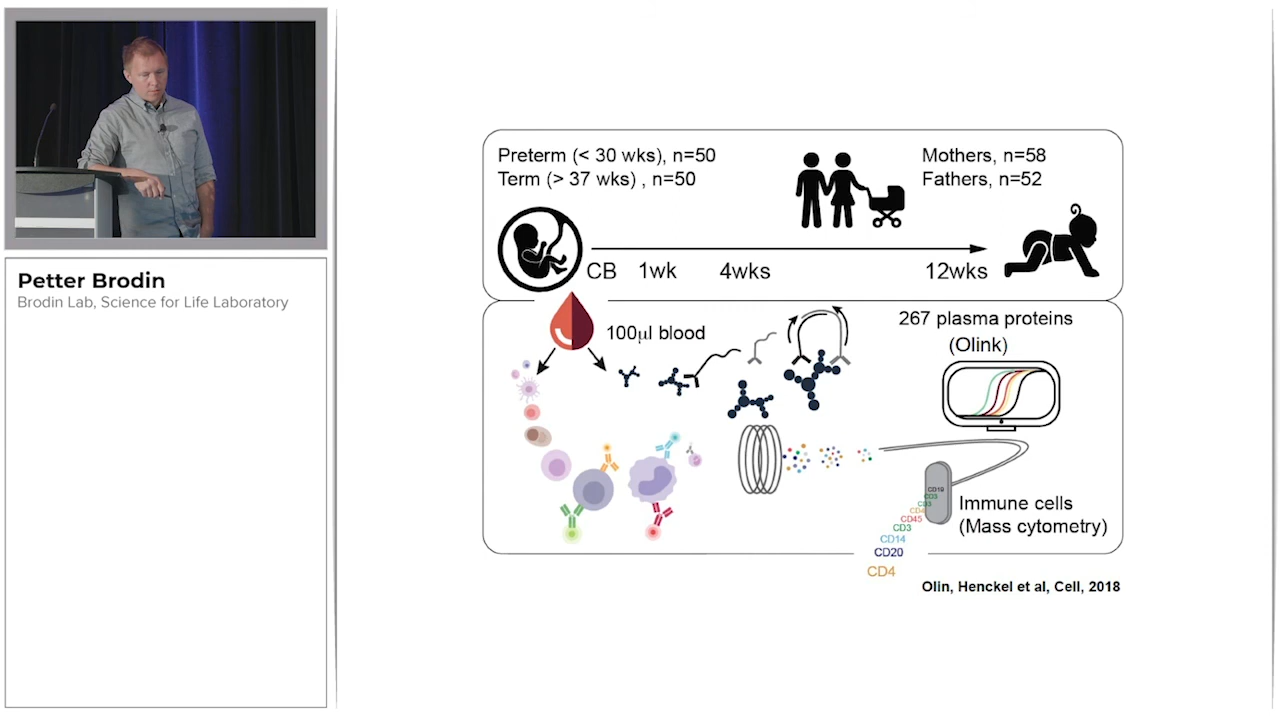 Petter Brodin
Brodin Lab, Science for Life Laboratory
Preterm (< 30 wks), n=50
Term (> 37 wks) , n=50
Mothers, n=58
Fathers, n=52
CB 1wk 4wks 12wks
100µl blood
267 plasma proteins
(Olink)
CD19
CD3
CD3
CD4
CD45
CD3
CD14
CD20
CD4
Immune cells
(Mass cytometry)
Olin, Henckel et al, Cell, 2018